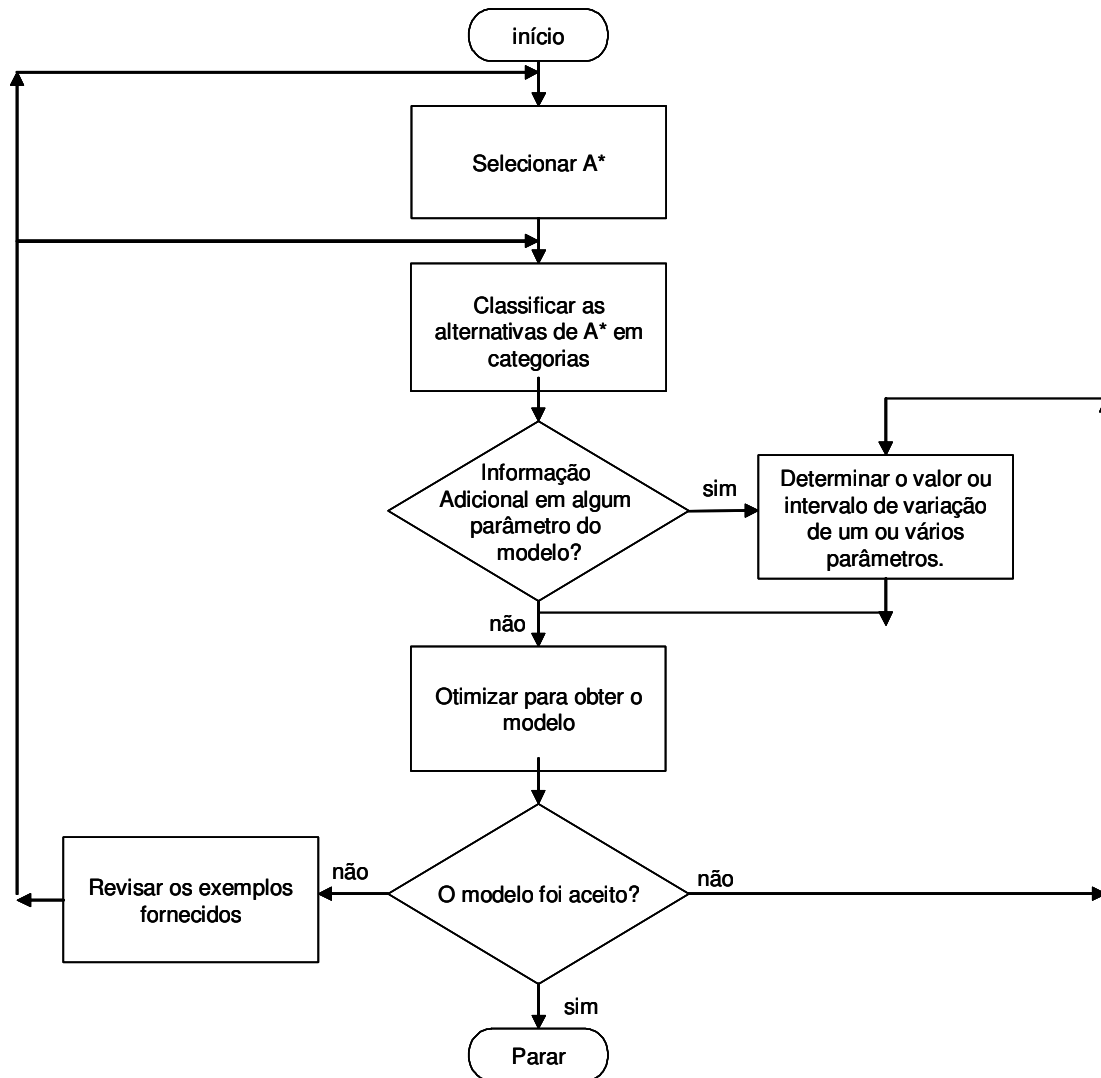 início
Selecionar A*
Classificar as
alternativas de A* em
categorias
Informação
Adicional em algum
parâmetro do
modelo?
sim
Determinar o valor ou
intervalo de variação
de um ou vários
parâmetros.
não
Otimizar para obter o
modelo
O modelo foi aceito?
não
Revisar os exemplos
fornecidos
não
sim
Parar